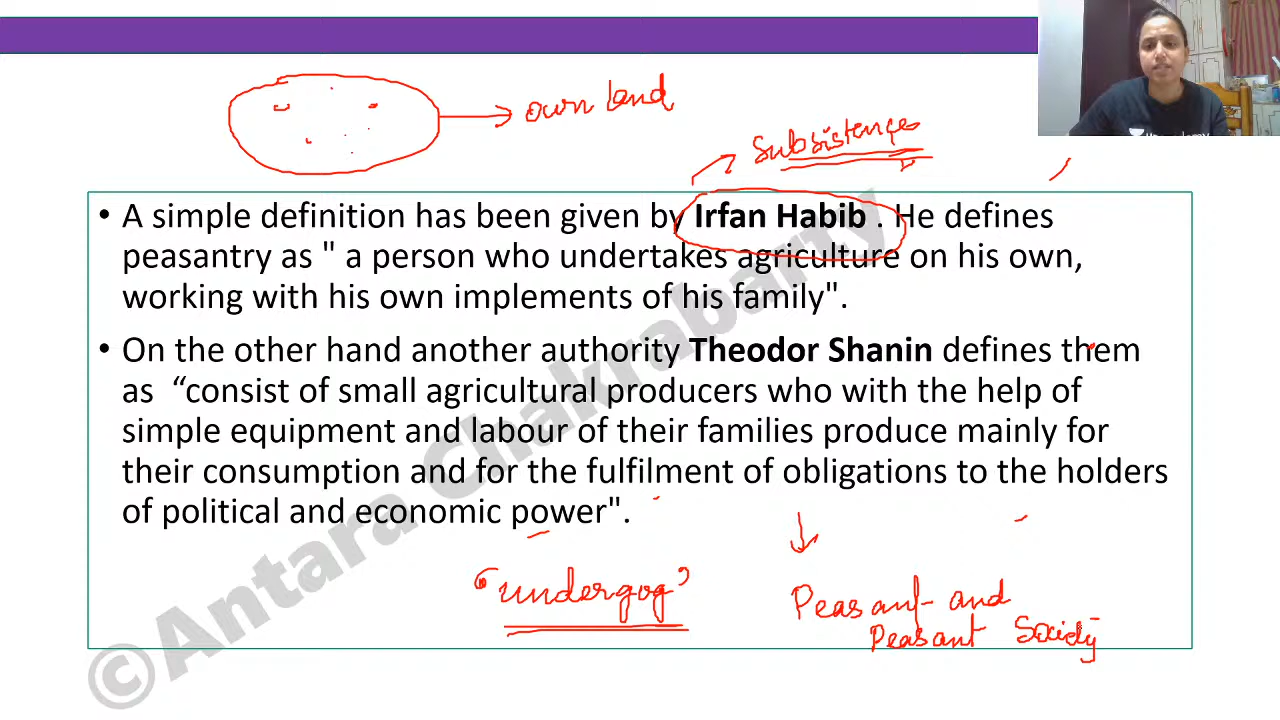 own land
Subsistences
• A simple definition has been given by Irfan Habib . He defines
peasantry as " a person who undertakes agriculture on his own,
working with his own implements of his family".
• On the other hand another authority Theodor Shanin defines them
as “consist of small agricultural producers who with the help of
simple equipment and labour of their families produce mainly for
their consumption and for the fulfilment of obligations to the holders
of political and economic power".
"undergog"
Peasant and
Peasant Society
©Antara Chakrabarty